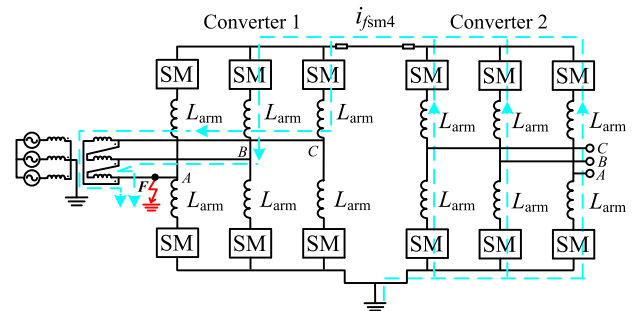 Converter 1 i_fsm4 Converter 2
SM SM SM SM SM SM
L_arm L_arm L_arm L_arm L_arm L_arm
B C C
B
F A A
L_arm L_arm L_arm L_arm L_arm L_arm
SM SM SM SM SM SM